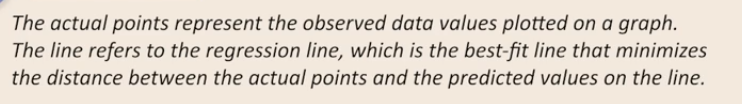 The actual points represent the observed data values plotted on a graph.
The line refers to the regression line, which is the best-fit line that minimizes
the distance between the actual points and the predicted values on the line.